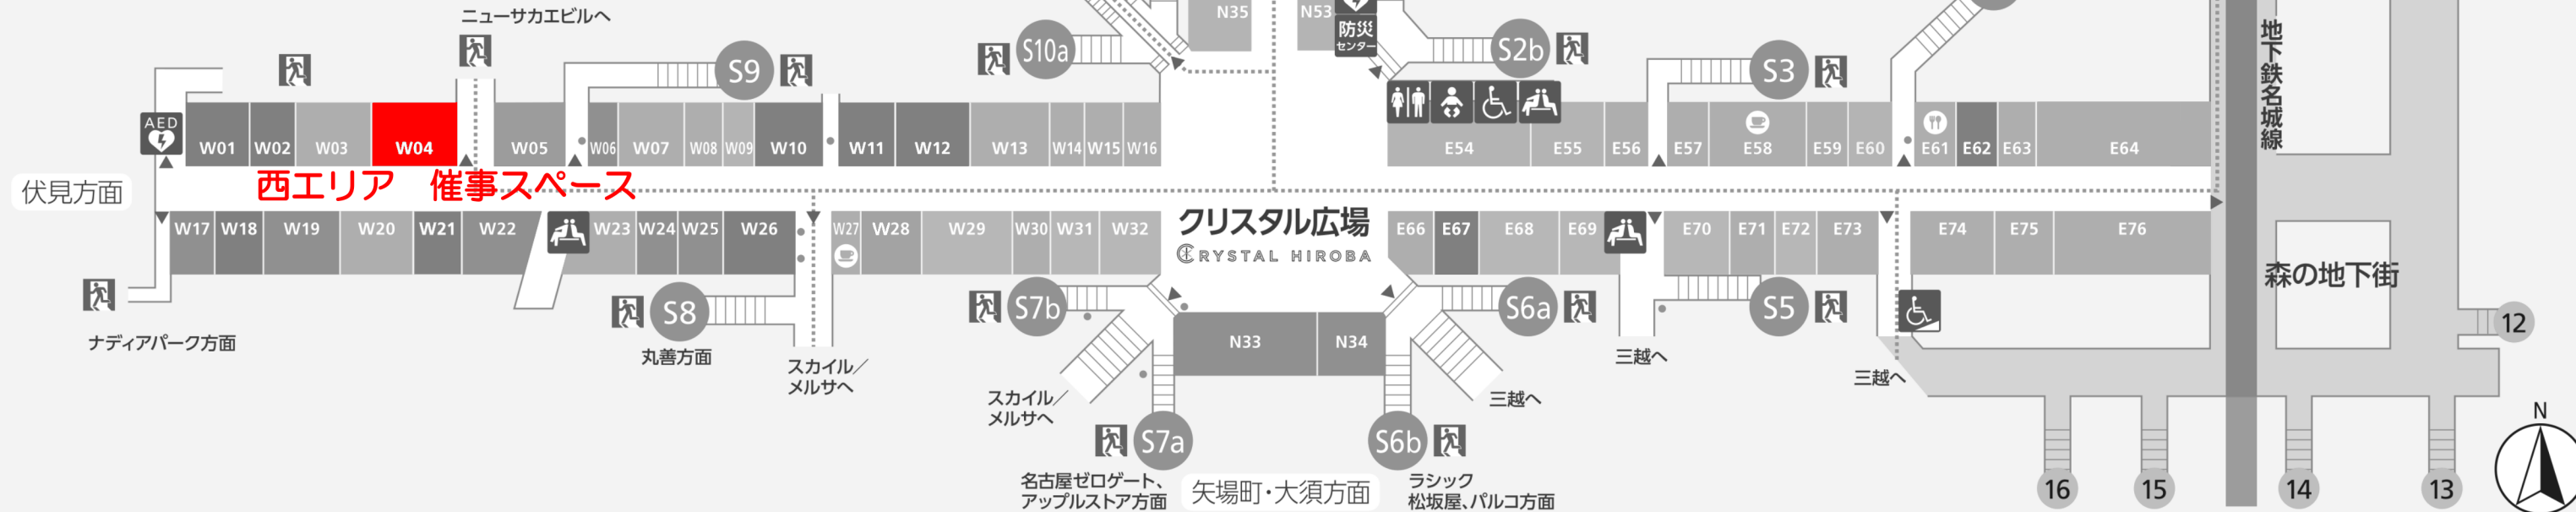 ニューサカエビルへ
N35
N53
防災
センター
S10a
S2b
S9
S3
AED
W01
W02
W03
W04
W05
W06
W07
W08
W09
W10
W11
W12
W13
W14
W15
W16
E54
E55
E56
E57
E58
E59
E60
E61
E62
E63
E64
地下鉄名城線
伏見方面
西エリア 催事スペース
W17
W18
W19
W20
W21
W22
W23
W24
W25
W26
W27
W28
W29
W30
W31
W32
クリスタル広場
CRYSTAL HIROBA
E66
E67
E68
E69
E70
E71
E72
E73
E74
E75
E76
森の地下街
ナディアパーク方面
S8
丸善方面
スカイル／
メルサへ
S7b
N33
N34
S6a
S5
12
三越へ
三越へ
スカイル／
メルサへ
三越へ
S7a
S6b
名古屋ゼロゲート、
アップルストア方面
矢場町・大須方面
ラシック
松坂屋、パルコ方面
16
15
14
13
N